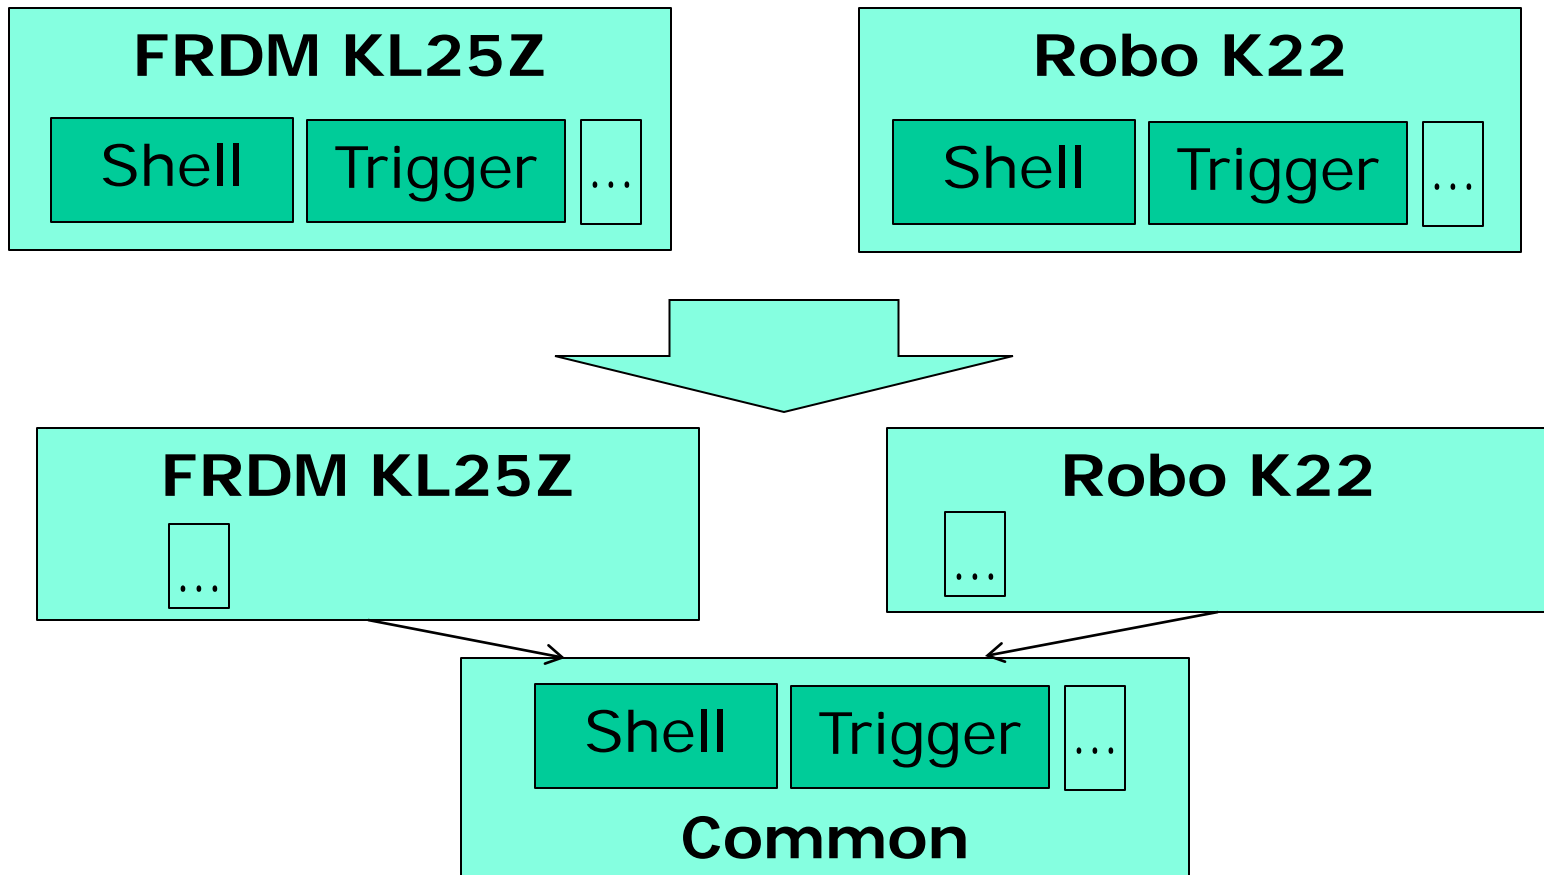 FRDM KL25Z
Robo K22
Shell Trigger ...
Shell Trigger ...
FRDM KL25Z
Robo K22
...
...
Shell Trigger ...
Common